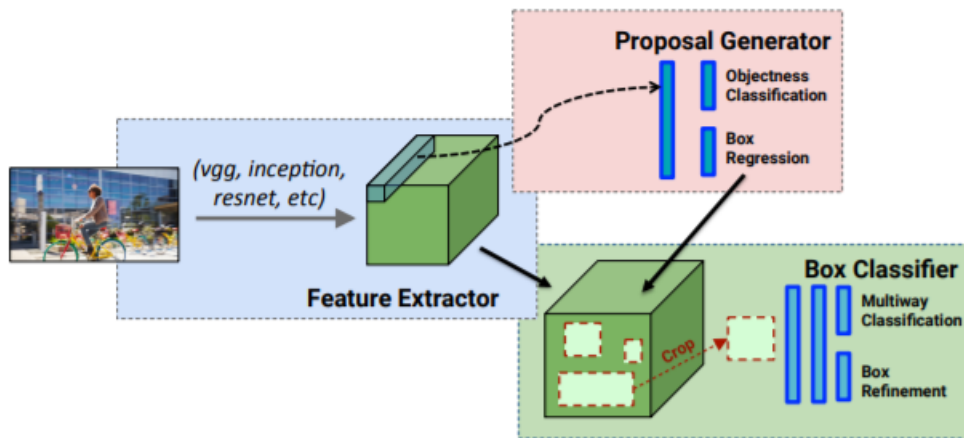 Proposal Generator
Objectness
Classification
Box
Regression
(vgg, inception,
resnet, etc)
Feature Extractor
Box Classifier
Multiway
Classification
Crop
Box
Refinement